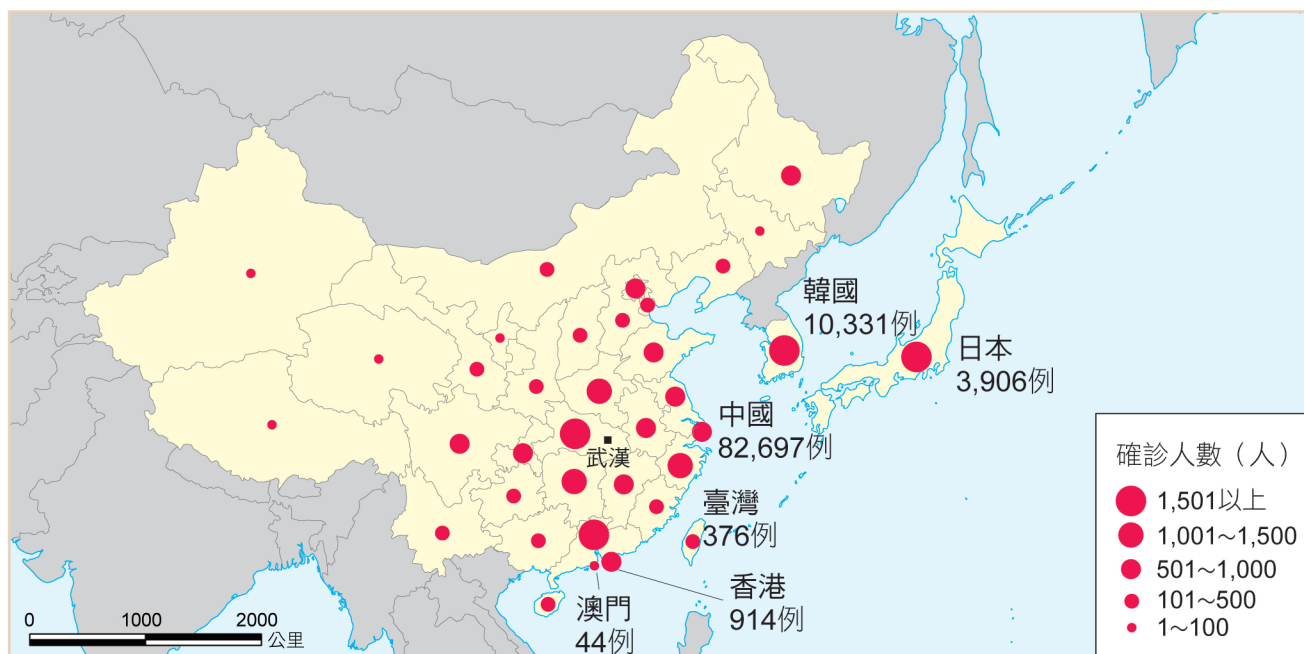 韓國
10,331例
日本
3,906例
中國
82,697例
武漢
臺灣
376例
香港
914例
澳門
44例
0 1000 2000 公里
確診人數（人）
1,501以上
1,001～1,500
501～1,000
101～500
1～100